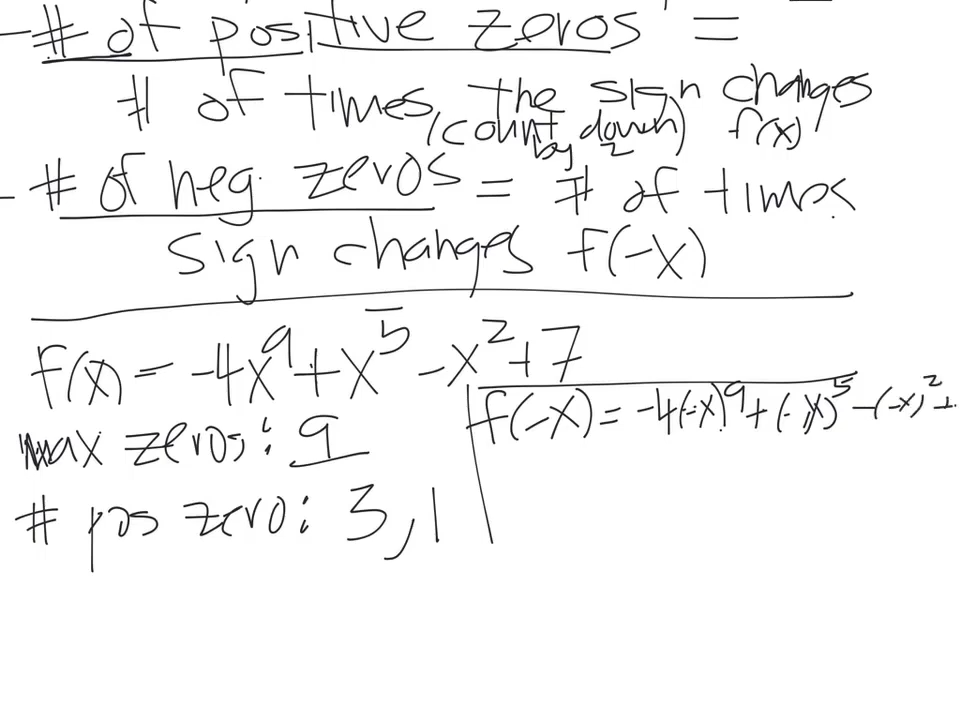 - # of positive zeros =
# of times the sign changes
(count down by 2) f(x)
- # of neg. zeros = # of times
sign changes f(-x)
f(x) = -4x^9 + x^5 - x^2 + 7
f(-x) = -4(-x)^9 + (-x)^5 - (-x)^2 +
max zeros: 9
# pos zero: 3, 1